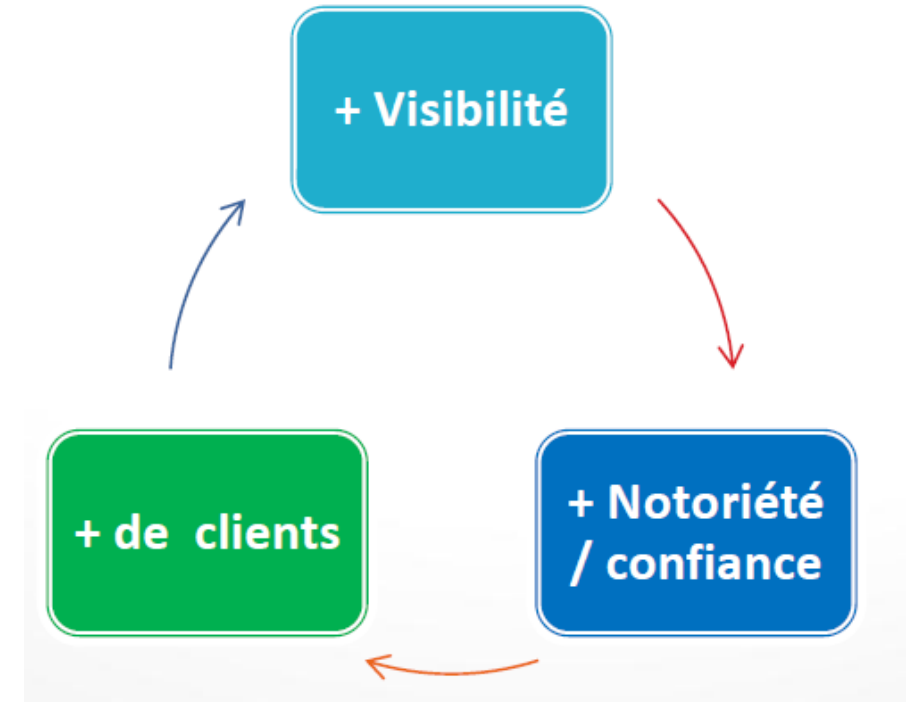 + Visibilité
+ Notoriété
/ confiance
+ de clients